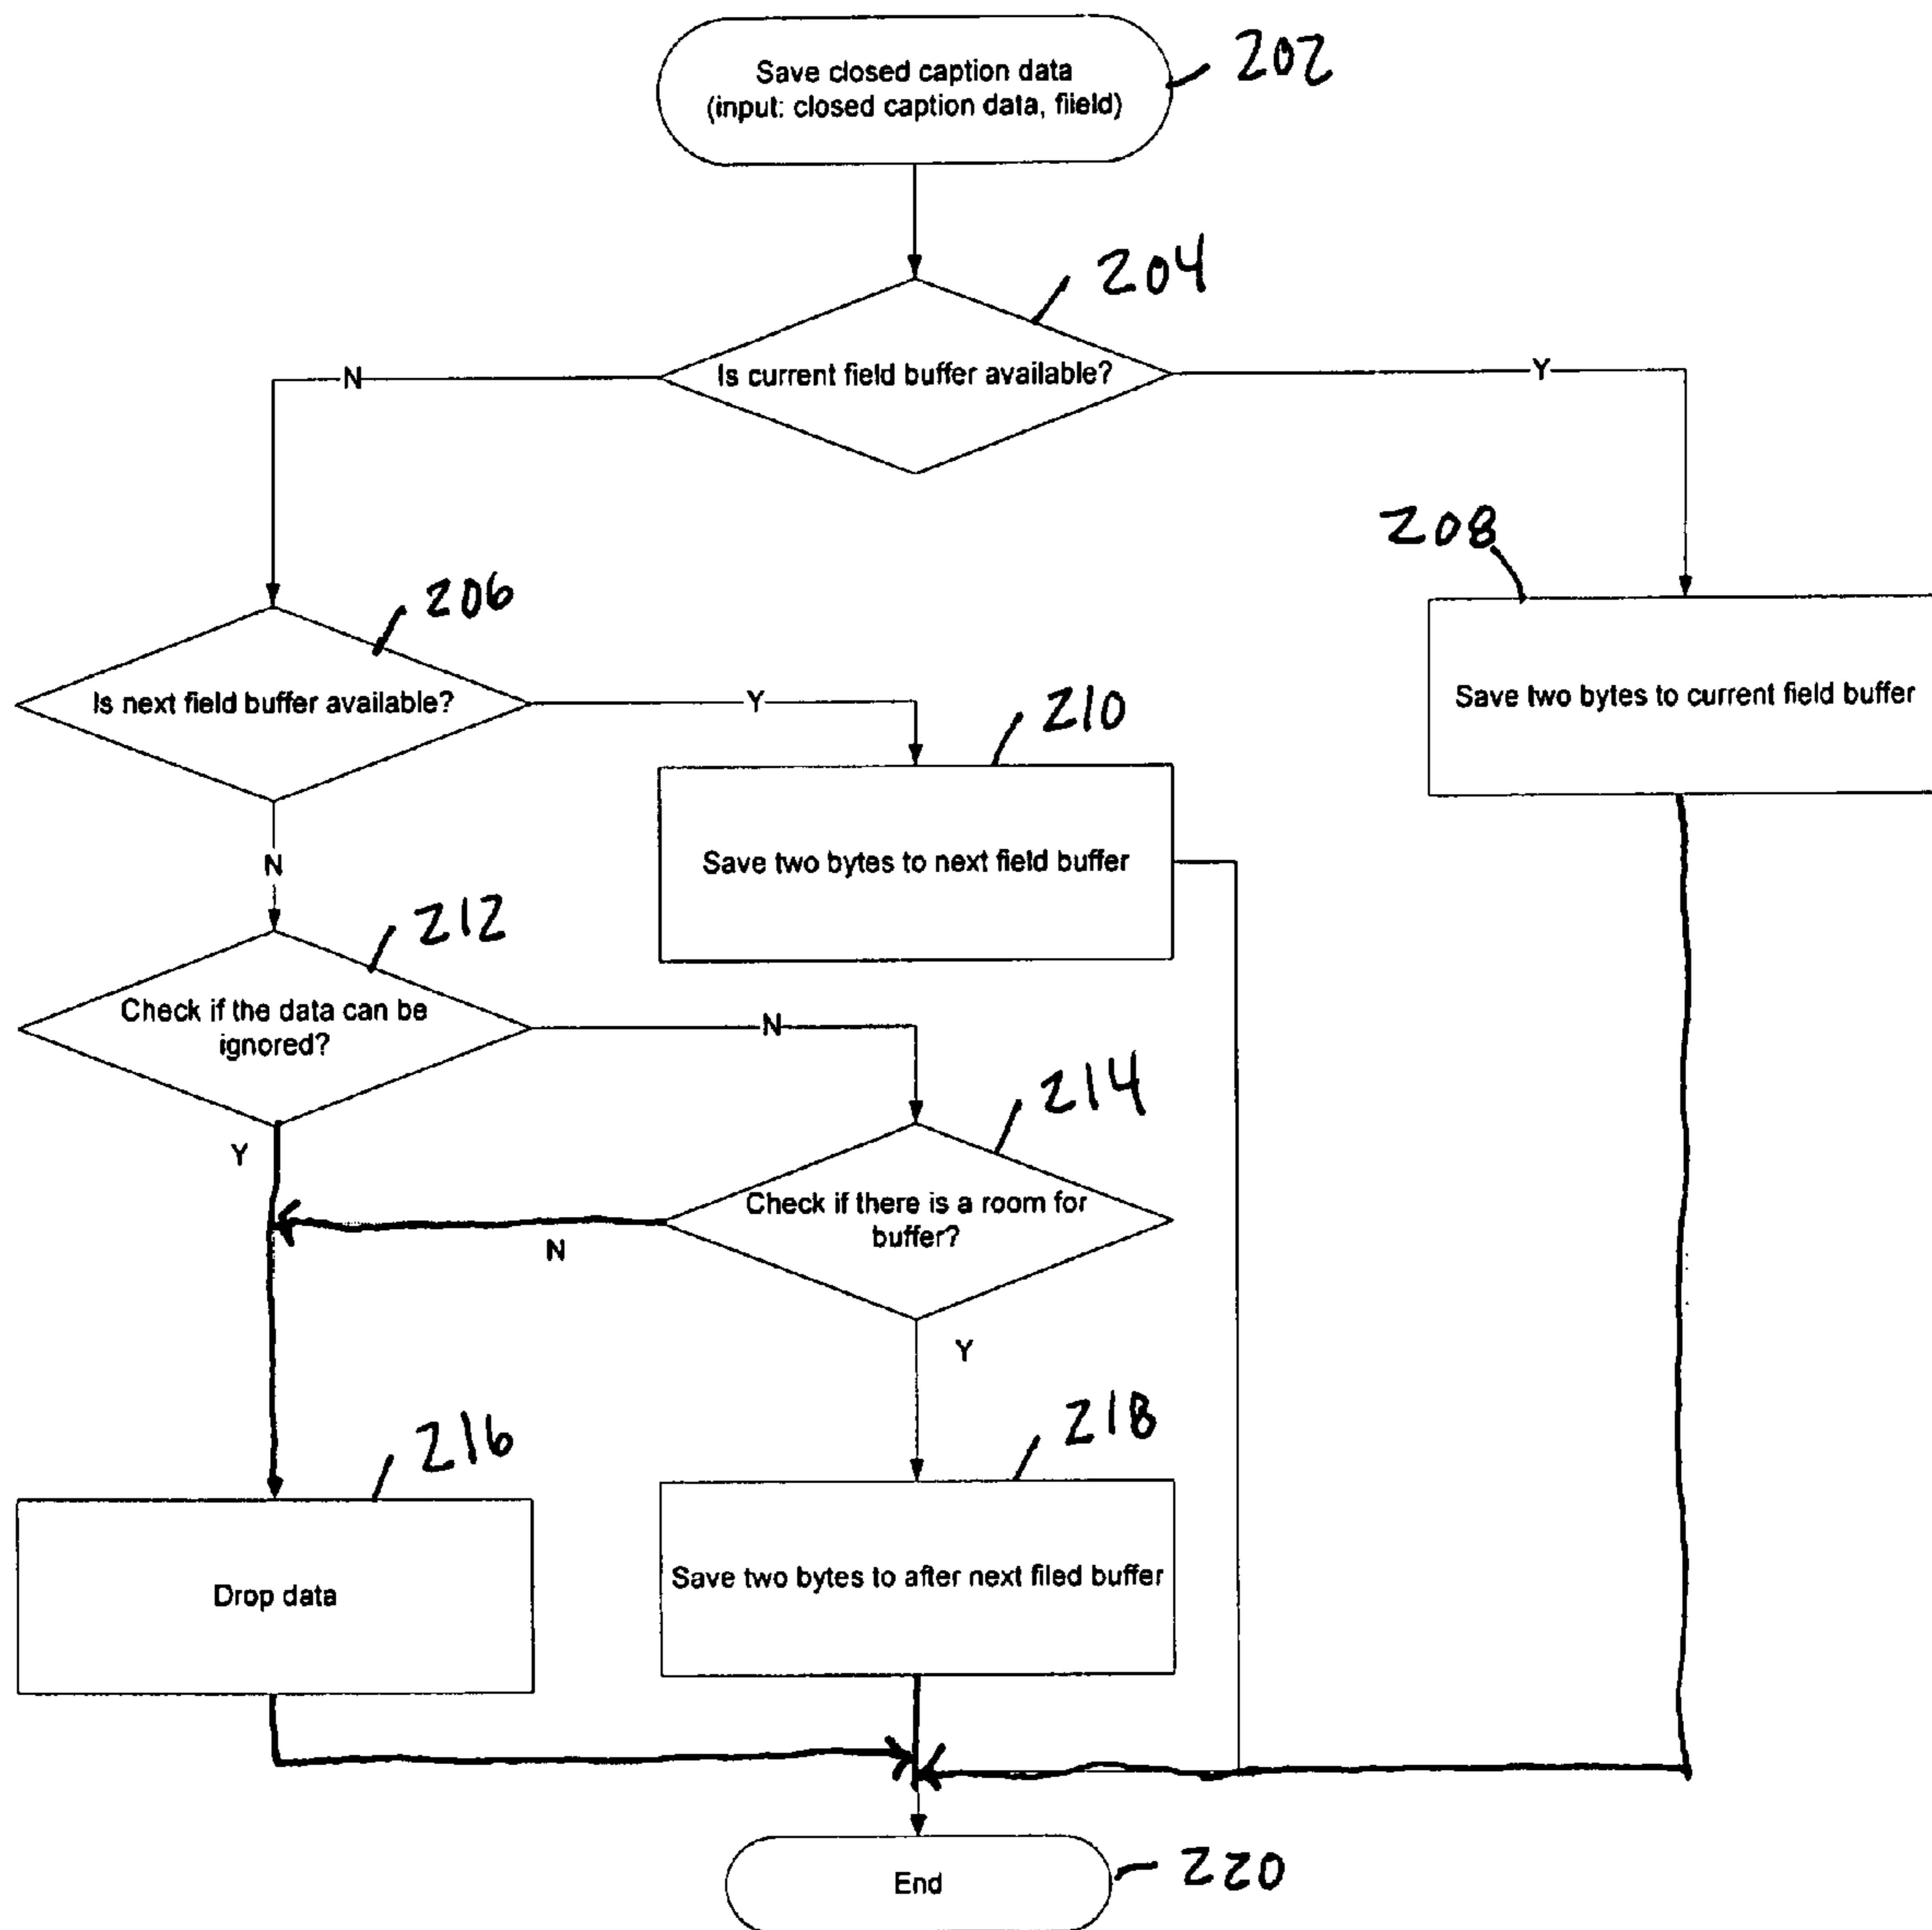 Save closed caption data
(input: closed caption data, fiield)
202
204
Is current field buffer available?
N
Y
208
206
Is next field buffer available?
Y
210
Save two bytes to current field buffer
N
Save two bytes to next field buffer
212
Check if the data can be
ignored?
N
214
Y
Check if there is a room for
buffer?
N
Y
216
218
Drop data
Save two bytes to after next filed buffer
End
220